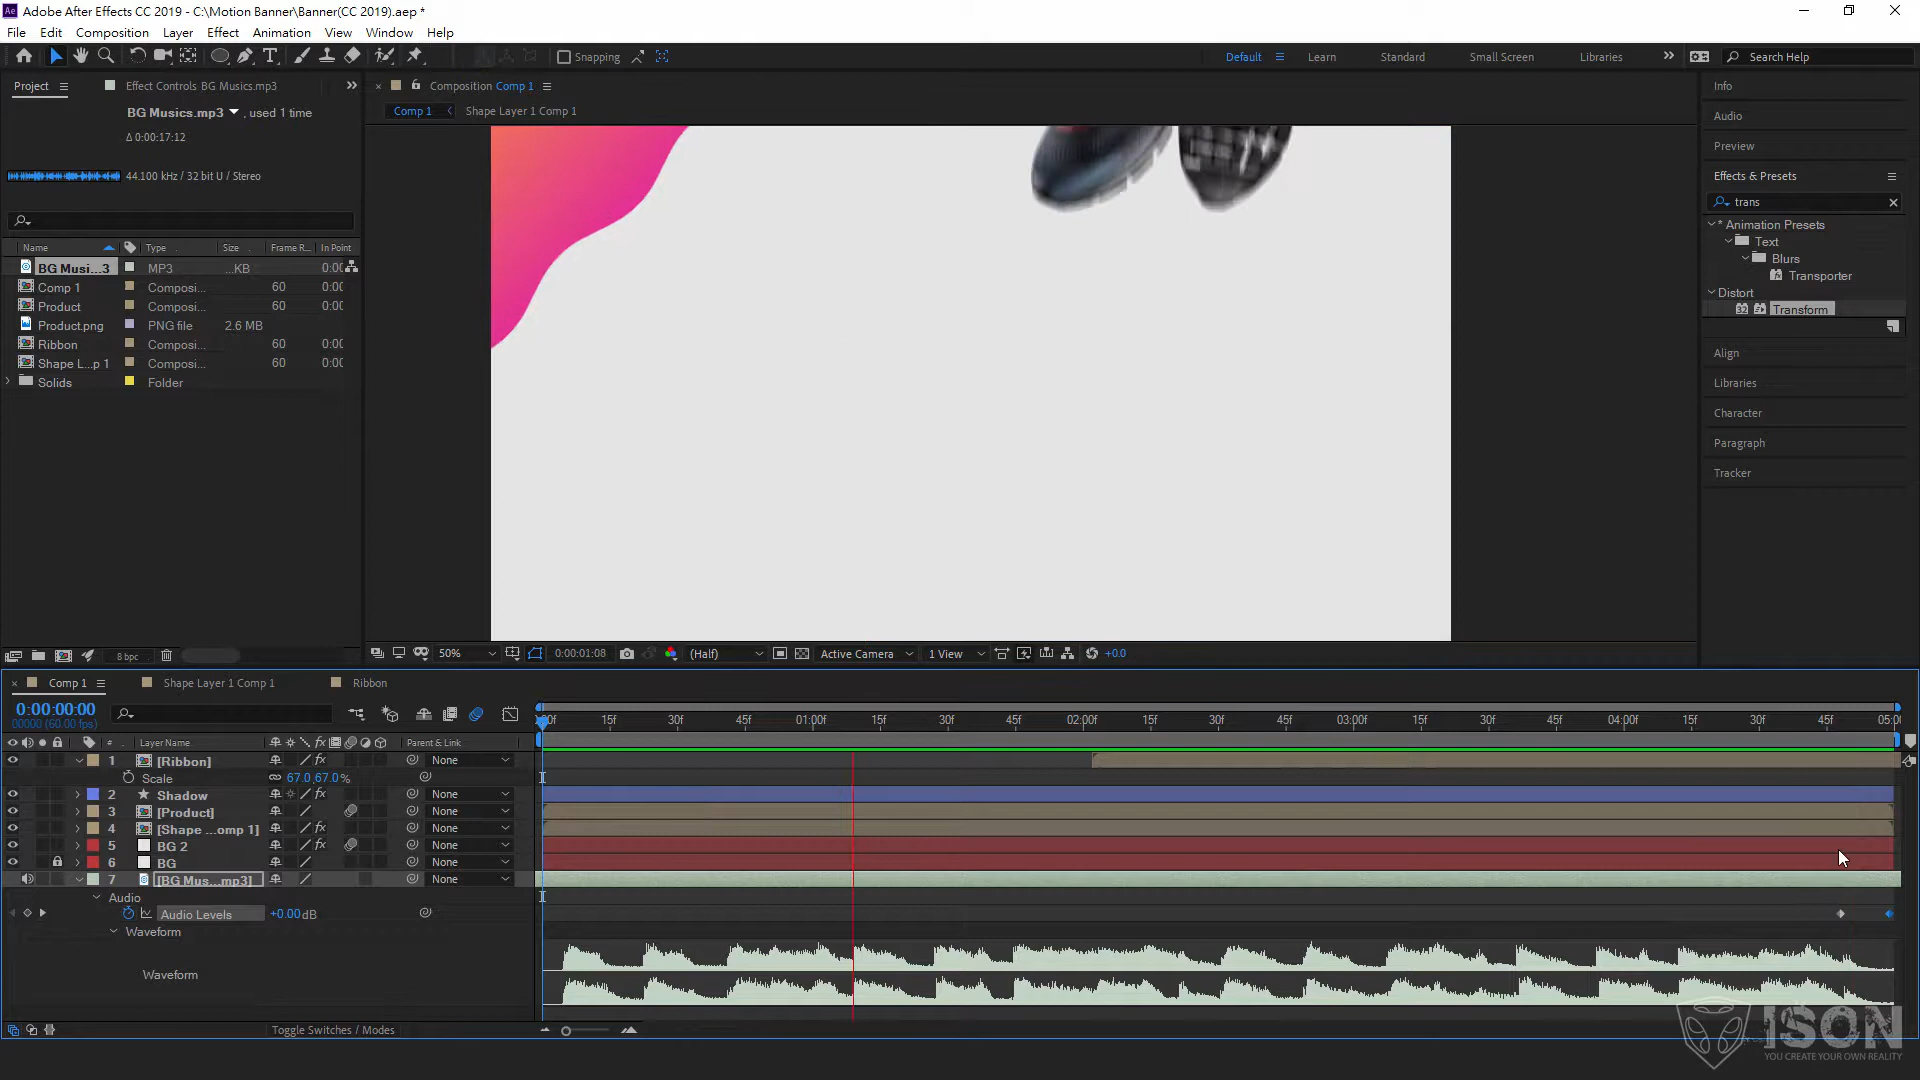 Adobe After Effects CC 2019 - C:\Motion Banner\Banner(CC 2019).aep *
File Edit Composition Layer Effect Animation View Window Help
Snapping Default Learn Standard Small Screen Libraries Search Help
Project Effect Controls BG Musics.mp3 Composition Comp 1 Info
BG Musics.mp3 , used 1 time Comp 1 Shape Layer 1 Comp 1 Audio
Δ 0:00:17:12 Preview
44.100 kHz / 32 bit U / Stereo Effects & Presets
trans
* Animation Presets
Text
Blurs
Transporter
Distort
32 Transform
Name Type Size Frame R... In Point
BG Musi...3 MP3 ...KB 0:00
Comp 1 Composi... 60 0:00
Product Composi... 60 0:00
Product.png PNG file 2.6 MB
Ribbon Composi... 60 0:00
Shape L...p 1 Composi... 60 0:00
Solids Folder
Align
Libraries
Character
Paragraph
Tracker
8 bpc 50% 0:00:01:08 (Half) Active Camera 1 View +0.0
Comp 1 Shape Layer 1 Comp 1 Ribbon
0:00:00:00
00000 (60.00 fps)
:00f 15f 30f 45f 01:00f 15f 30f 45f 02:00f 15f 30f 45f 03:00f 15f 30f 45f 04:00f 15f 30f 45f 05:00
# Layer Name fx Parent & Link
1 [Ribbon] fx None
Scale 67.0,67.0%
2 Shadow fx None
3 [Product] None
4 [Shape ...omp 1] fx None
5 BG 2 fx None
6 BG None
7 [BG Mus...mp3] None
Audio
Audio Levels +0.00dB
Waveform
Waveform
Toggle Switches / Modes
ISON
YOU CREATE YOUR OWN REALITY